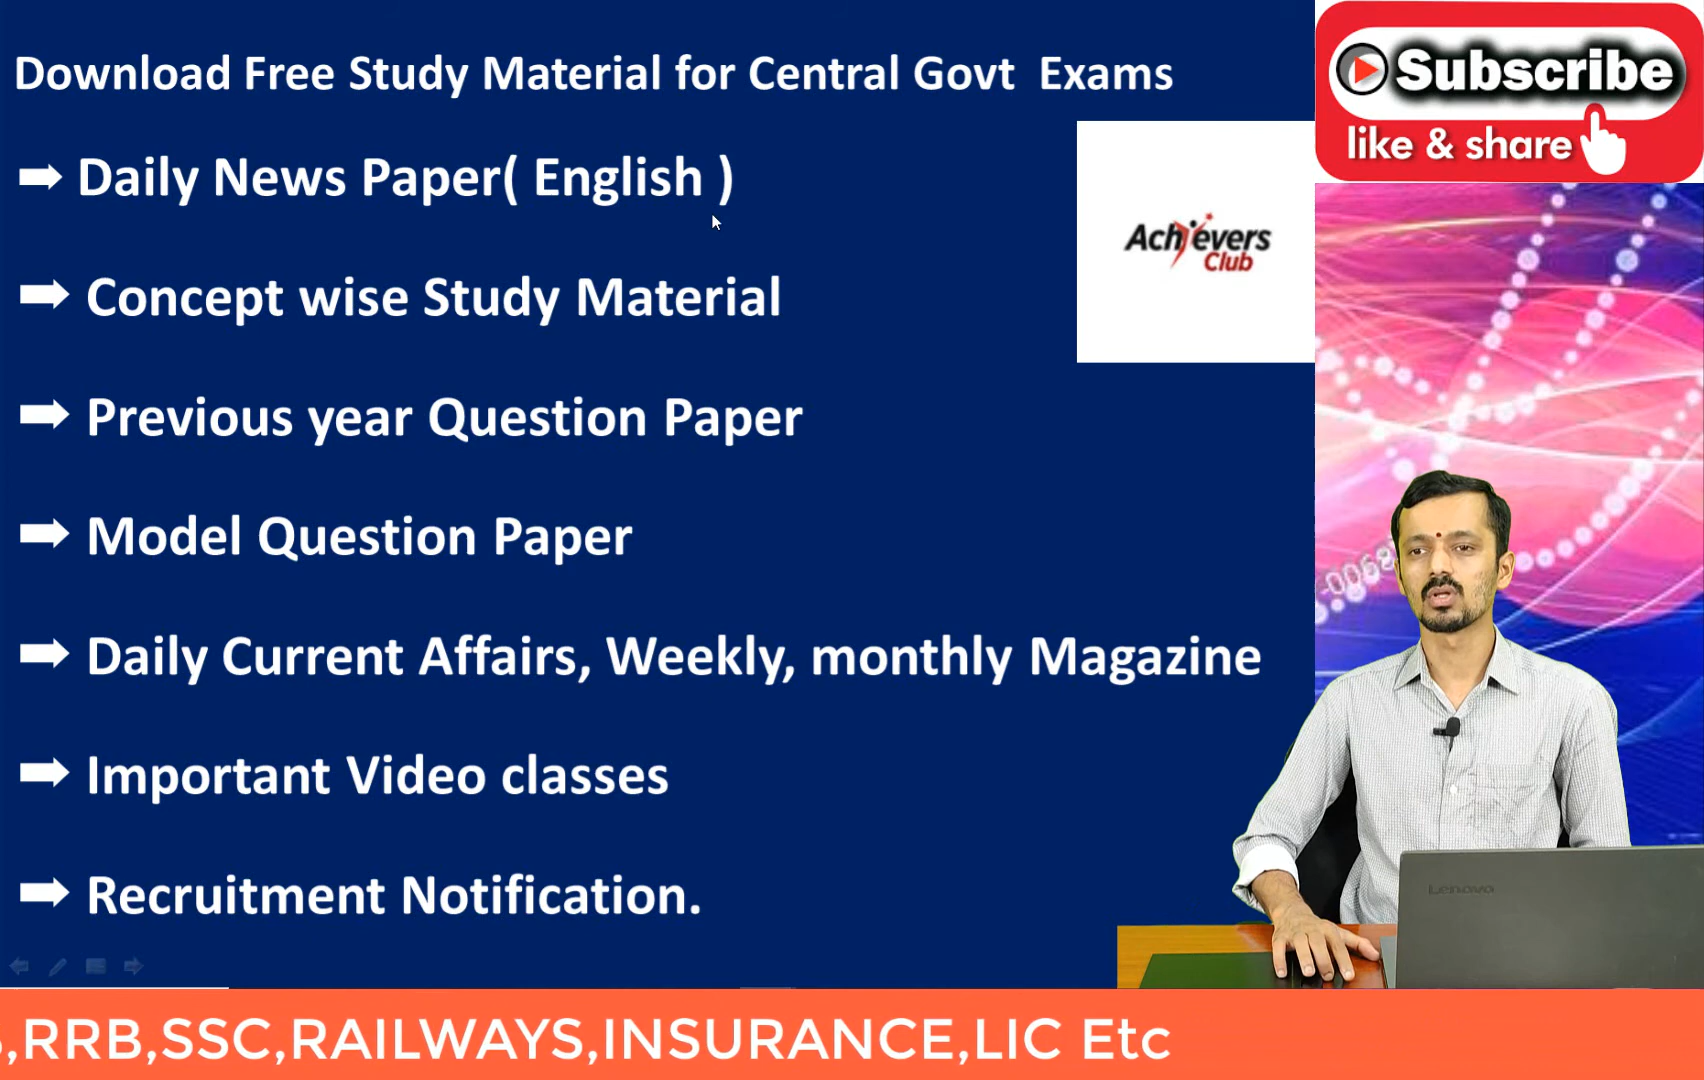 Download Free Study Material for Central Govt Exams
➡ Daily News Paper( English )
➡ Concept wise Study Material
➡ Previous year Question Paper
➡ Model Question Paper
➡ Daily Current Affairs, Weekly, monthly Magazine
➡ Important Video classes
➡ Recruitment Notification.
Subscribe
like & share
Achievers
Club
-0068
Lenovo
,RRB,SSC,RAILWAYS,INSURANCE,LIC Etc